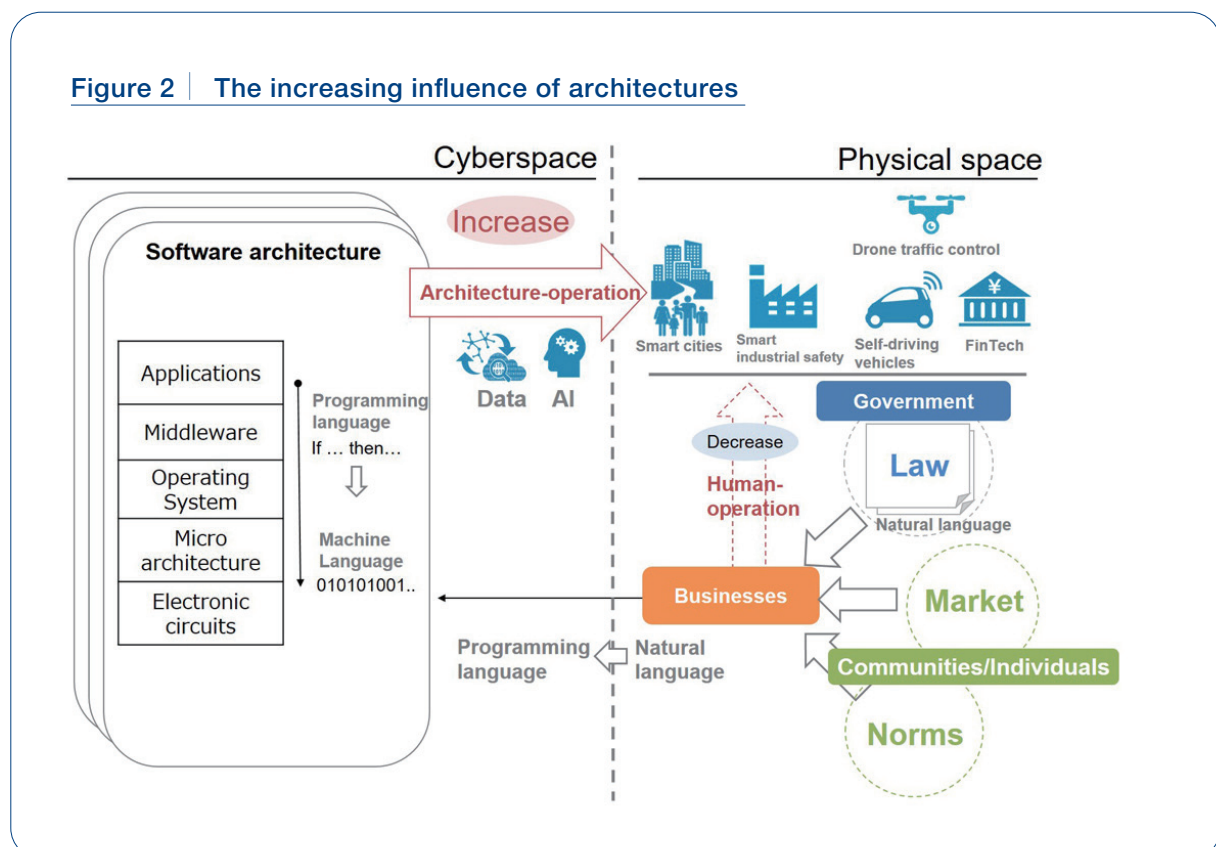 Figure 2 | The increasing influence of architectures
Cyberspace
Physical space
Software architecture
Applications
Middleware
Operating
System
Micro
architecture
Electronic
circuits
Programming
language
If ... then...
Machine
Language
010101001..
Increase
Architecture-operation
Data
AI
Drone traffic control
Smart cities
Smart
industrial safety
Self-driving
vehicles
¥
FinTech
Government
Law
Natural language
Decrease
Human-
operation
Businesses
Market
Communities/Individuals
Norms
Programming
language
Natural
language